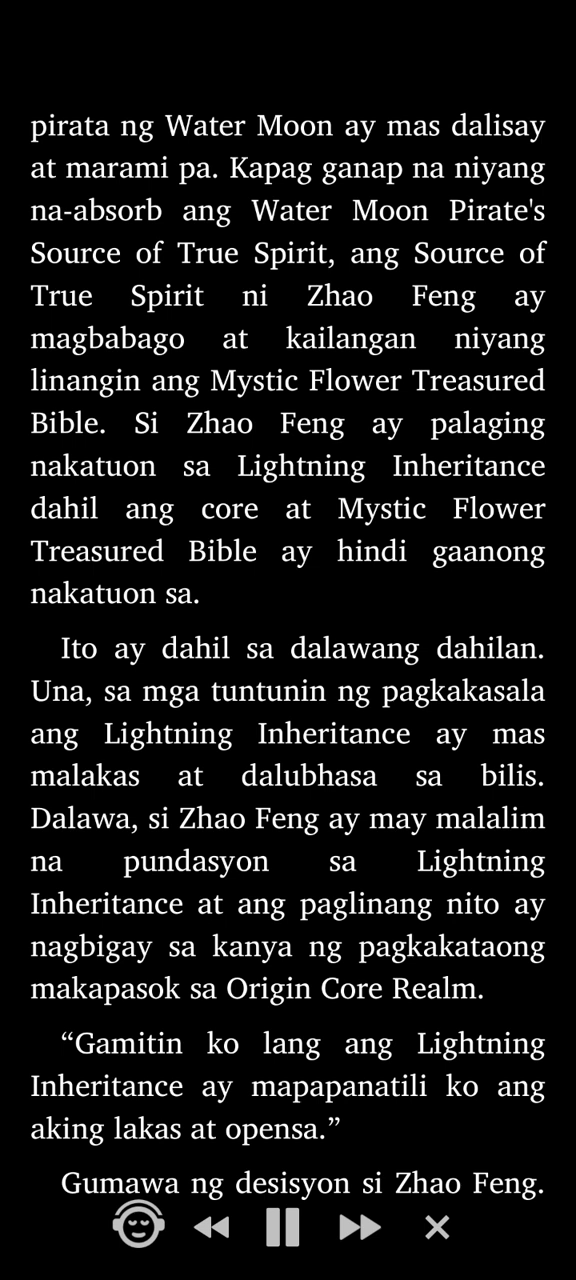 pirata ng Water Moon ay mas dalisay
at marami pa. Kapag ganap na niyang
na-absorb ang Water Moon Pirate's
Source of True Spirit, ang Source of
True Spirit ni Zhao Feng ay
magbabago at kailangan niyang
linangin ang Mystic Flower Treasured
Bible. Si Zhao Feng ay palaging
nakatuon sa Lightning Inheritance
dahil ang core at Mystic Flower
Treasured Bible ay hindi gaanong
nakatuon sa.
Ito ay dahil sa dalawang dahilan.
Una, sa mga tuntunin ng pagkakasala
ang Lightning Inheritance ay mas
malakas at dalubhasa sa bilis.
Dalawa, si Zhao Feng ay may malalim
na pundasyon sa Lightning
Inheritance at ang paglinang nito ay
nagbigay sa kanya ng pagkakataong
makapasok sa Origin Core Realm.
“Gamitin ko lang ang Lightning
Inheritance ay mapapanatili ko ang
aking lakas at opensa.”
Gumawa ng desisyon si Zhao Feng.